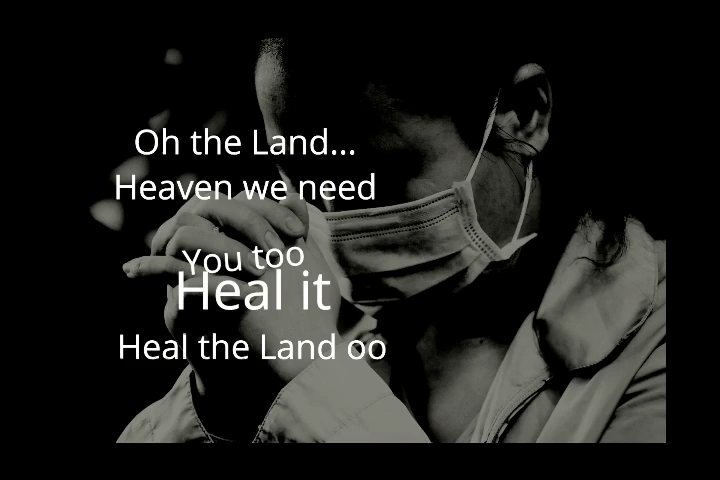 Oh the Land...
Heaven we need
You too
Heal it
Heal the Land oo